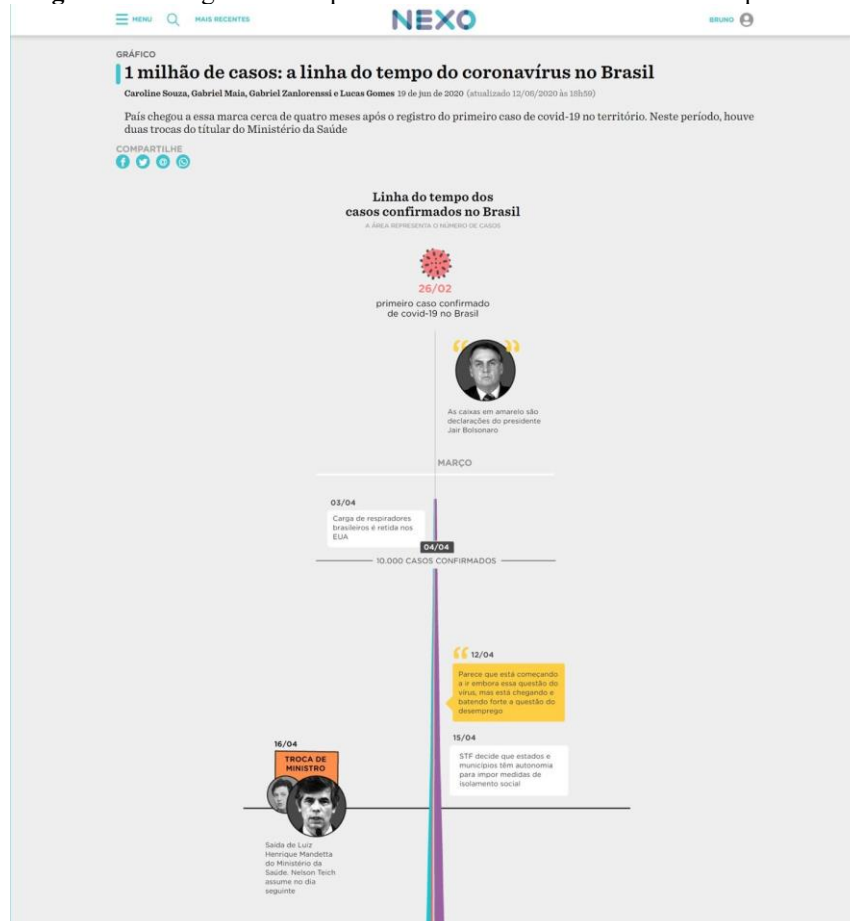 MENU MAIS RECENTES NEXO BRUNO
GRÁFICO
1 milhão de casos: a linha do tempo do coronavírus no Brasil
Caroline Souza, Gabriel Maia, Gabriel Zanlorenssi e Lucas Gomes 19 de jun de 2020 (atualizado 12/08/2020 às 18h59)
País chegou a essa marca cerca de quatro meses após o registro do primeiro caso de covid-19 no território. Neste período, houve
duas trocas do títular do Ministério da Saúde
COMPARTILHE
Linha do tempo dos
casos confirmados no Brasil
A ÁREA REPRESENTA O NÚMERO DE CASOS
26/02
primeiro caso confirmado
de covid-19 no Brasil
As caixas em amarelo são
declarações do presidente
Jair Bolsonaro
MARÇO
03/04
Carga de respiradores
brasileiros é retida nos
EUA
04/04
10.000 CASOS CONFIRMADOS
12/04
Parece que está começando
a ir embora essa questão do
vírus, mas está chegando e
batendo forte a questão do
desemprego
15/04
STF decide que estados e
municípios têm autonomia
para impor medidas de
isolamento social
16/04
TROCA DE
MINISTRO
Saída de Luiz
Henrique Mandetta
do Ministério da
Saúde. Nelson Teich
assume no dia
seguinte